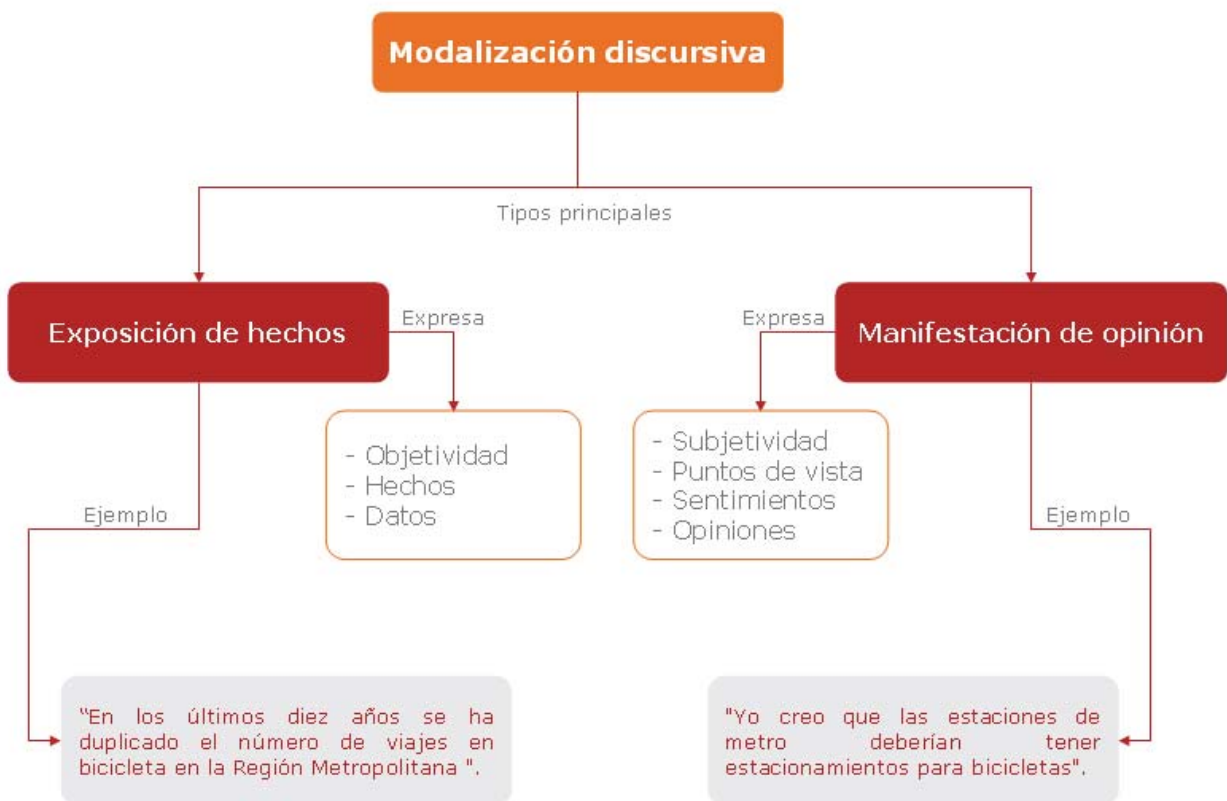 Modalización discursiva
Tipos principales
Exposición de hechos
Expresa
- Objetividad
- Hechos
- Datos
Ejemplo
"En los últimos diez años se ha
duplicado el número de viajes en
bicicleta en la Región Metropolitana ".
Manifestación de opinión
Expresa
- Subjetividad
- Puntos de vista
- Sentimientos
- Opiniones
Ejemplo
"Yo creo que las estaciones de
metro deberían tener
estacionamientos para bicicletas".